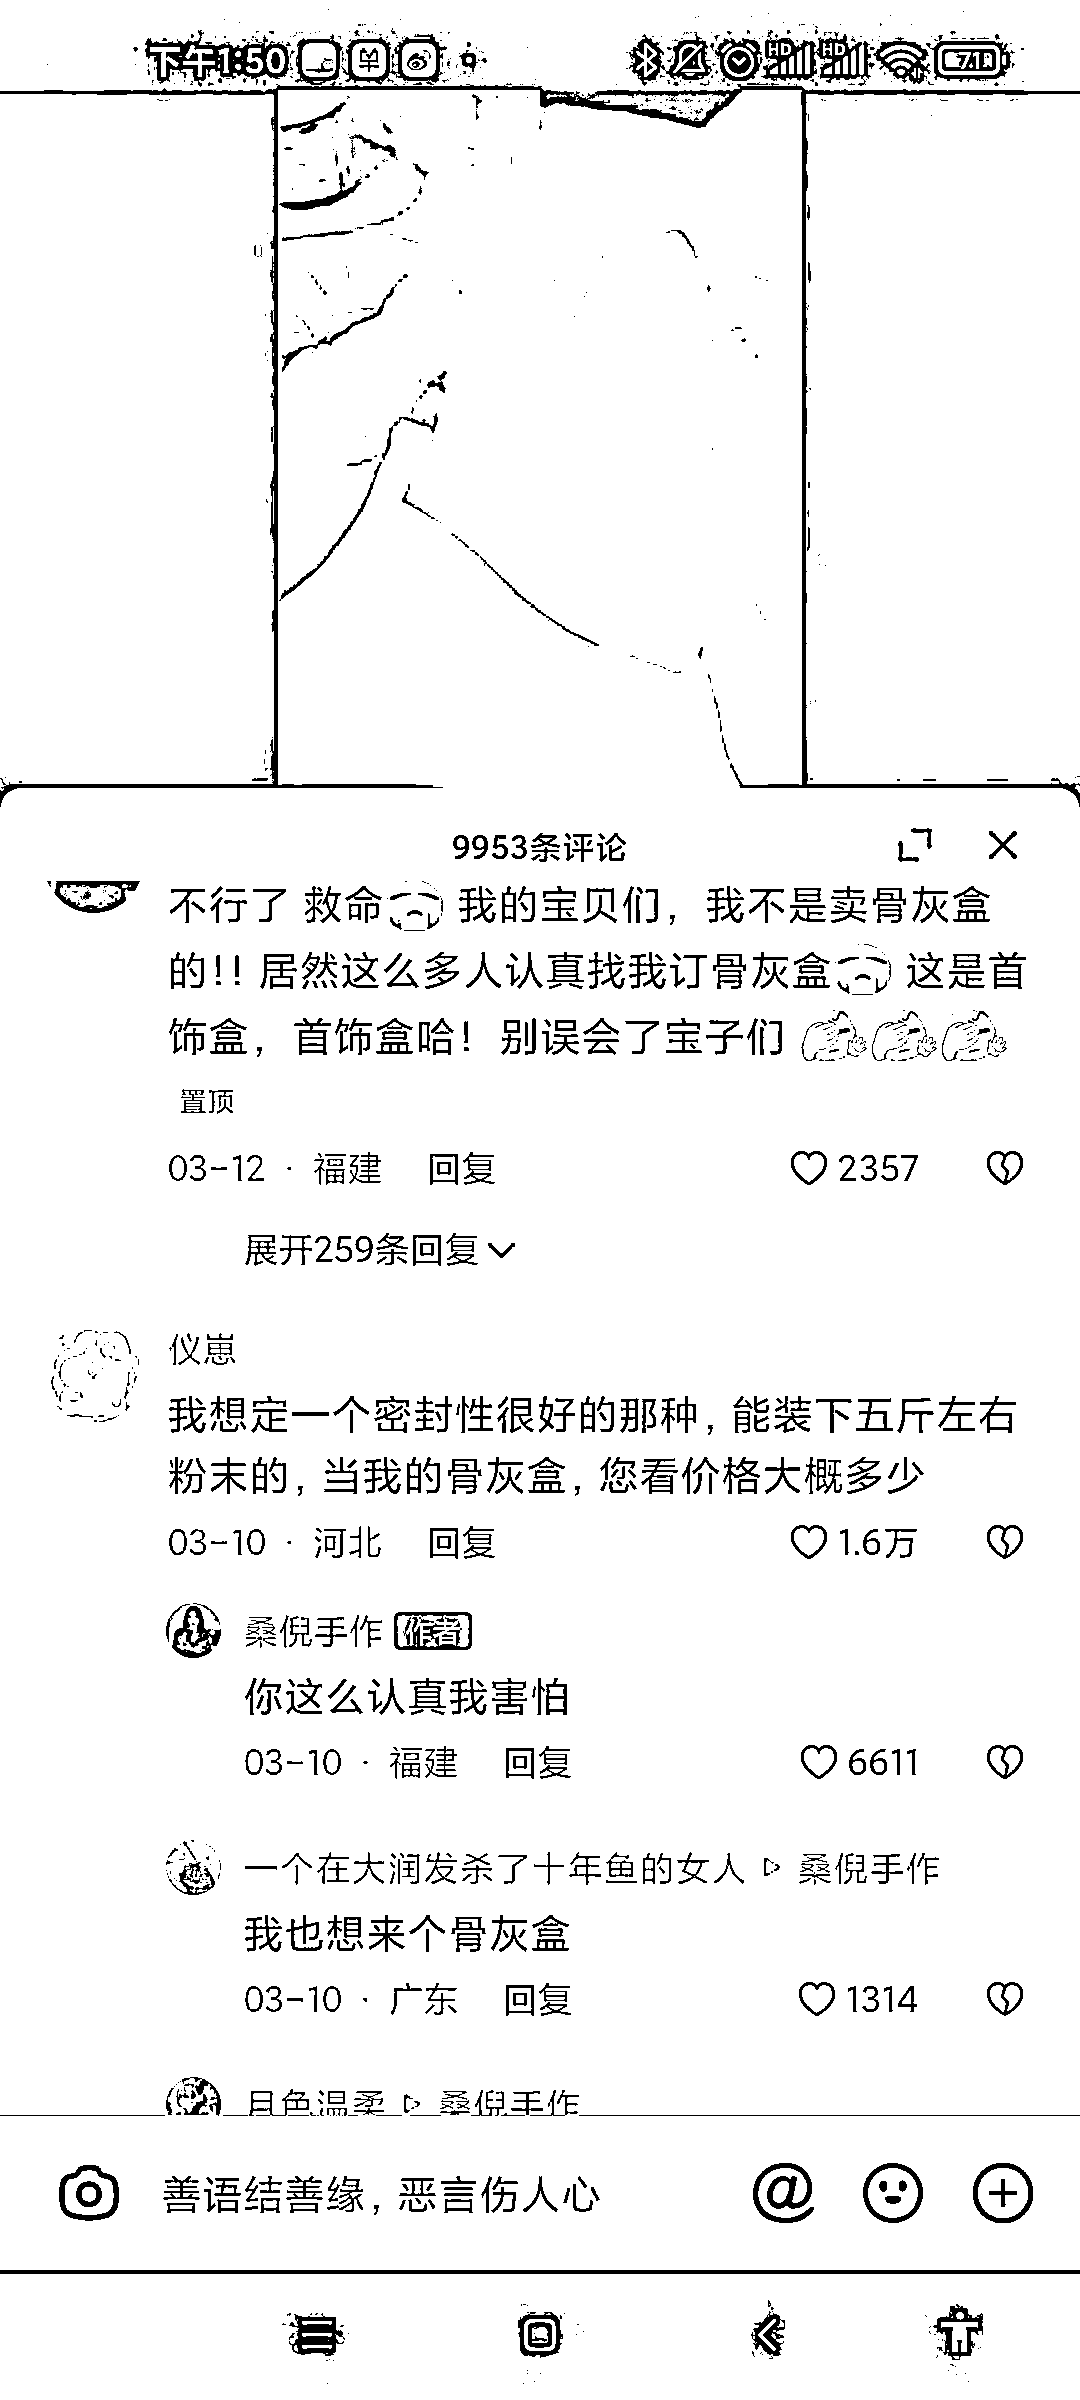 下午1:50
71
9953条评论
不行了 救命 我的宝贝们，我不是卖骨灰盒
的!! 居然这么多人认真找我订骨灰盒 这是首
饰盒，首饰盒哈！别误会了宝子们
置顶
03-12 · 福建 回复 2357
展开259条回复
仪崽
我想定一个密封性很好的那种，能装下五斤左右
粉末的，当我的骨灰盒，您看价格大概多少
03-10 · 河北 回复 1.6万
桑倪手作 作者
你这么认真我害怕
03-10 · 福建 回复 6611
一个在大润发杀了十年鱼的女人 桑倪手作
我也想来个骨灰盒
03-10 · 广东 回复 1314
月色温柔 桑倪手作
善语结善缘，恶言伤人心